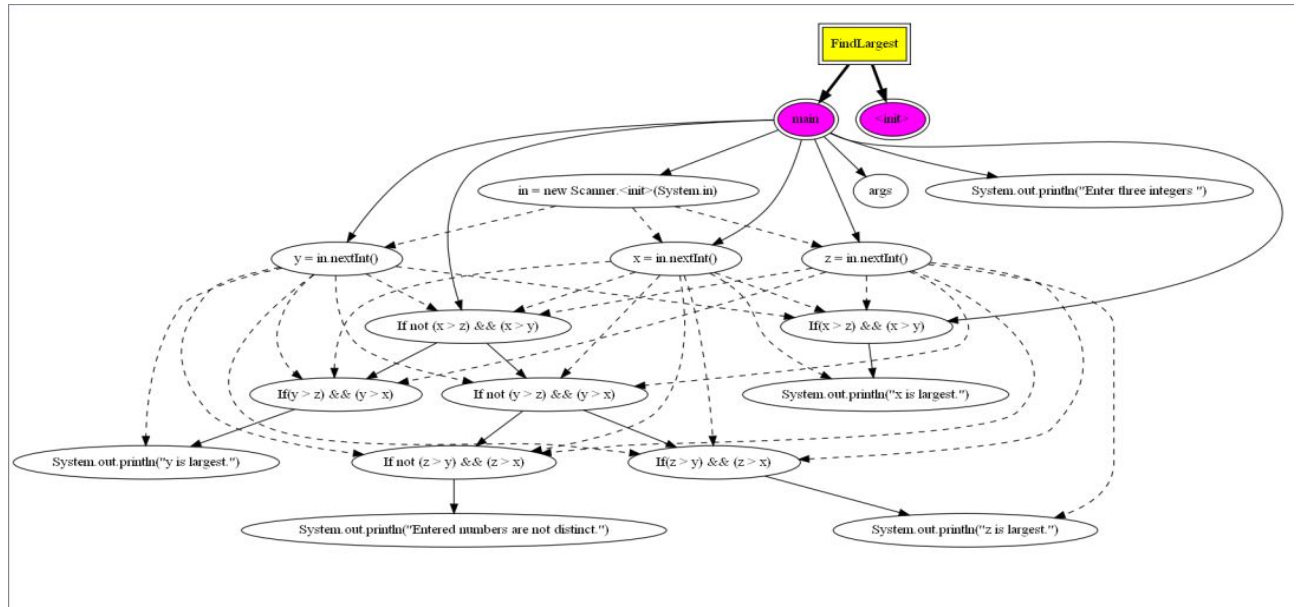 FindLargest
main
<init>
in = new Scanner.<init>(System.in)
args
System.out.println("Enter three integers ")
y = in.nextInt()
x = in.nextInt()
z = in.nextInt()
If not (x > z) && (x > y)
If(x > z) && (x > y)
If(y > z) && (y > x)
If not (y > z) && (y > x)
System.out.println("x is largest.")
System.out.println("y is largest.")
If not (z > y) && (z > x)
If(z > y) && (z > x)
System.out.println("Entered numbers are not distinct.")
System.out.println("z is largest.")